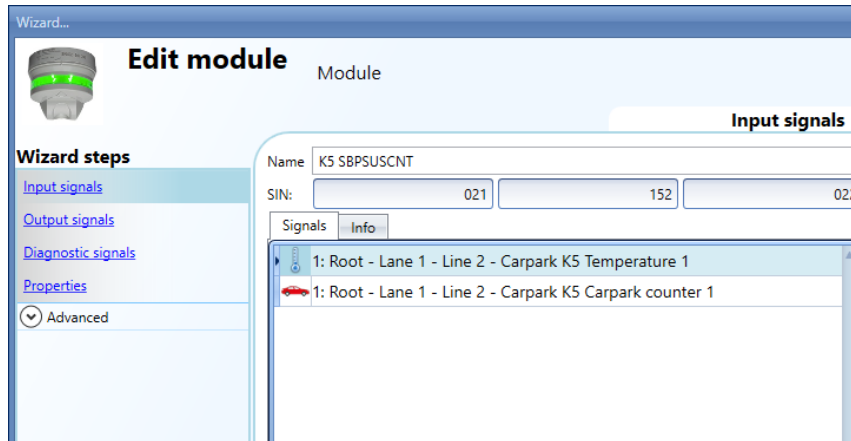 Wizard...
Edit module
Module
Input signals
Wizard steps
Input signals
Output signals
Diagnostic signals
Properties
Advanced
Name K5 SBPSUSCNT
SIN: 021 152
Signals Info
1: Root - Lane 1 - Line 2 - Carpark K5 Temperature 1
1: Root - Lane 1 - Line 2 - Carpark K5 Carpark counter 1